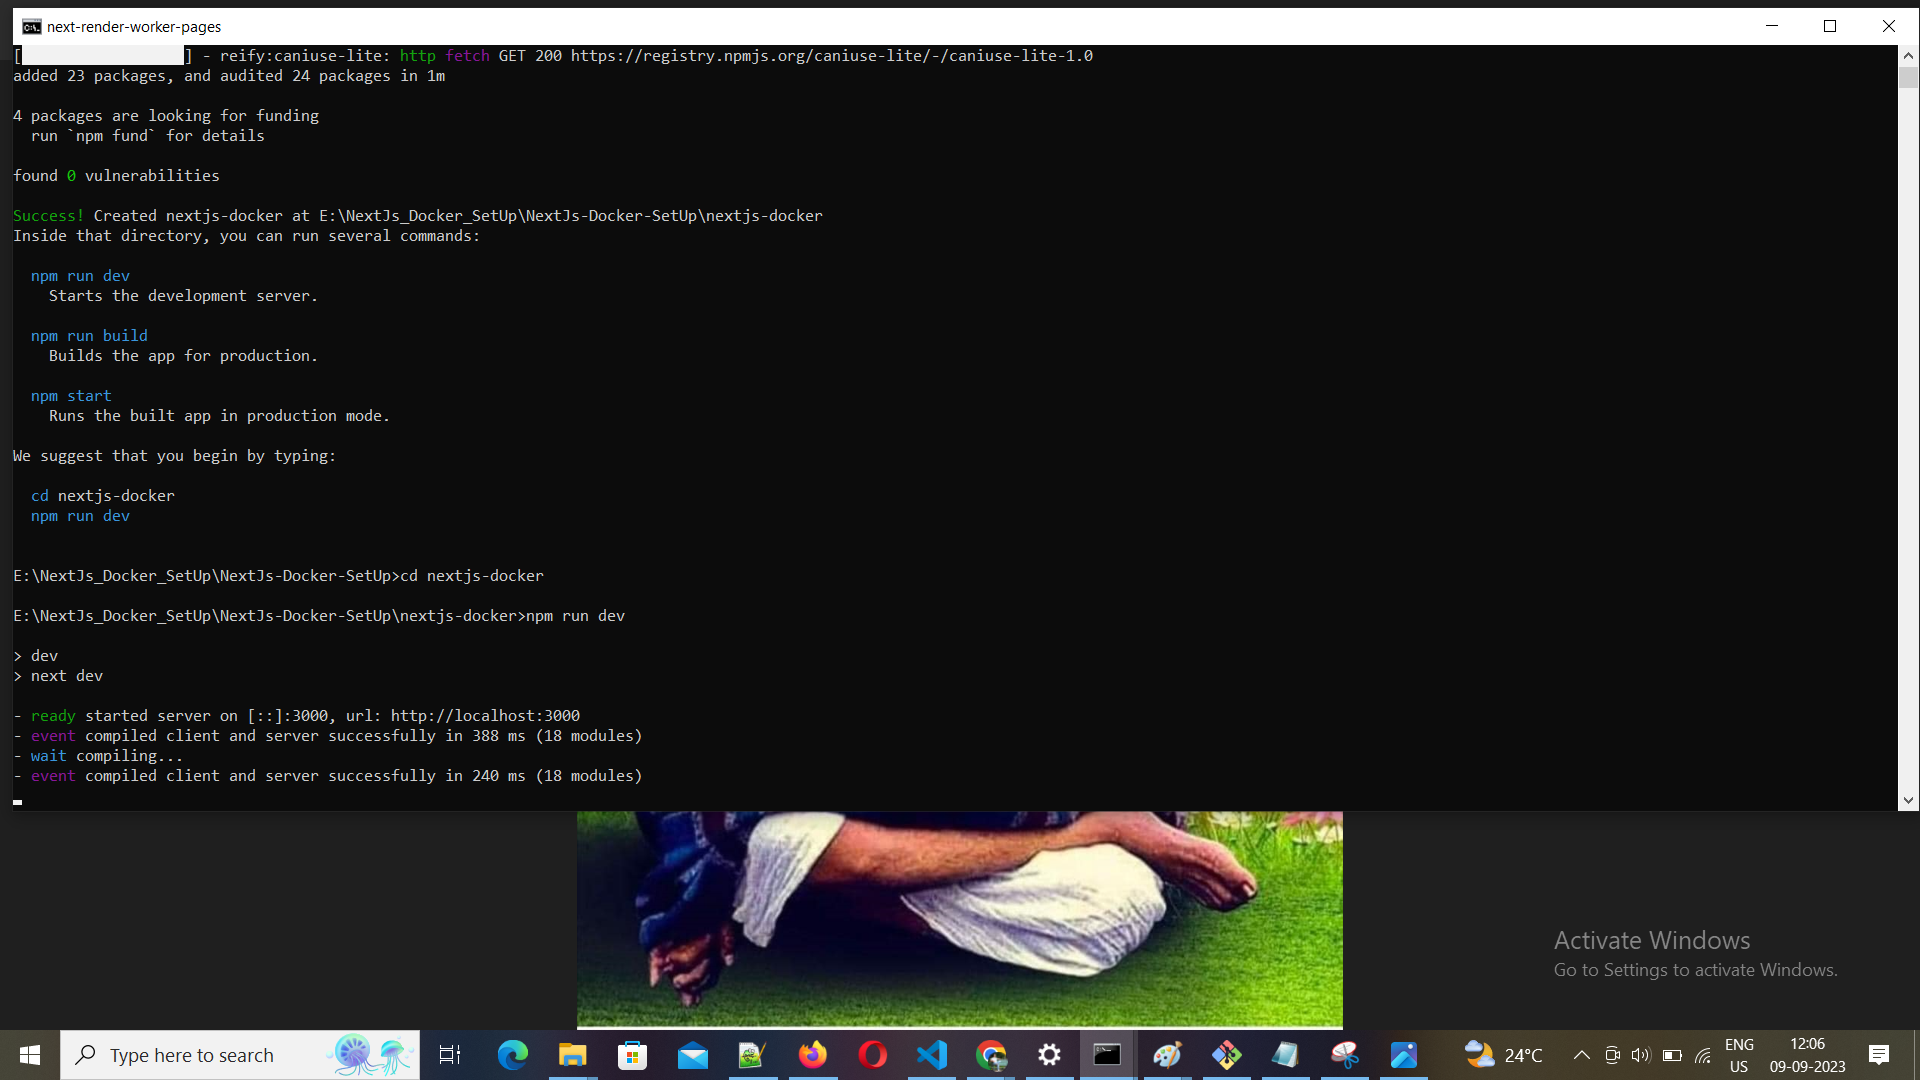 next-render-worker-pages
[                  ] - reify:caniuse-lite: http fetch GET 200 https://registry.npmjs.org/caniuse-lite/-/caniuse-lite-1.0
added 23 packages, and audited 24 packages in 1m
4 packages are looking for funding
run `npm fund` for details
found 0 vulnerabilities
Success! Created nextjs-docker at E:\NextJs_Docker_SetUp\NextJs-Docker-SetUp\nextjs-docker
Inside that directory, you can run several commands:
npm run dev
Starts the development server.
npm run build
Builds the app for production.
npm start
Runs the built app in production mode.
We suggest that you begin by typing:
cd nextjs-docker
npm run dev
E:\NextJs_Docker_SetUp\NextJs-Docker-SetUp>cd nextjs-docker
E:\NextJs_Docker_SetUp\NextJs-Docker-SetUp\nextjs-docker>npm run dev
> dev
> next dev
- ready started server on [::]:3000, url: http://localhost:3000
- event compiled client and server successfully in 388 ms (18 modules)
- wait compiling...
- event compiled client and server successfully in 240 ms (18 modules)
Activate Windows
Go to Settings to activate Windows.
Type here to search
24°C
ENG
US
12:06
09-09-2023